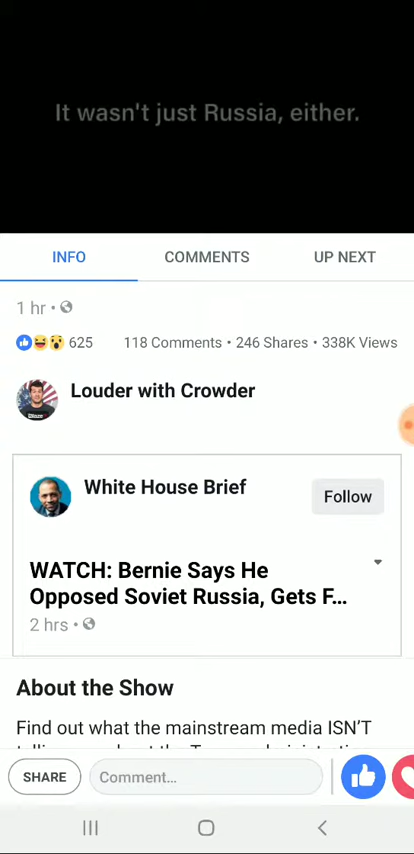 It wasn't just Russia, either.
INFO COMMENTS UP NEXT
1 hr •
625 118 Comments • 246 Shares • 338K Views
Louder with Crowder
White House Brief
Follow
WATCH: Bernie Says He
Opposed Soviet Russia, Gets F...
2 hrs •
About the Show
Find out what the mainstream media ISN'T
SHARE Comment...